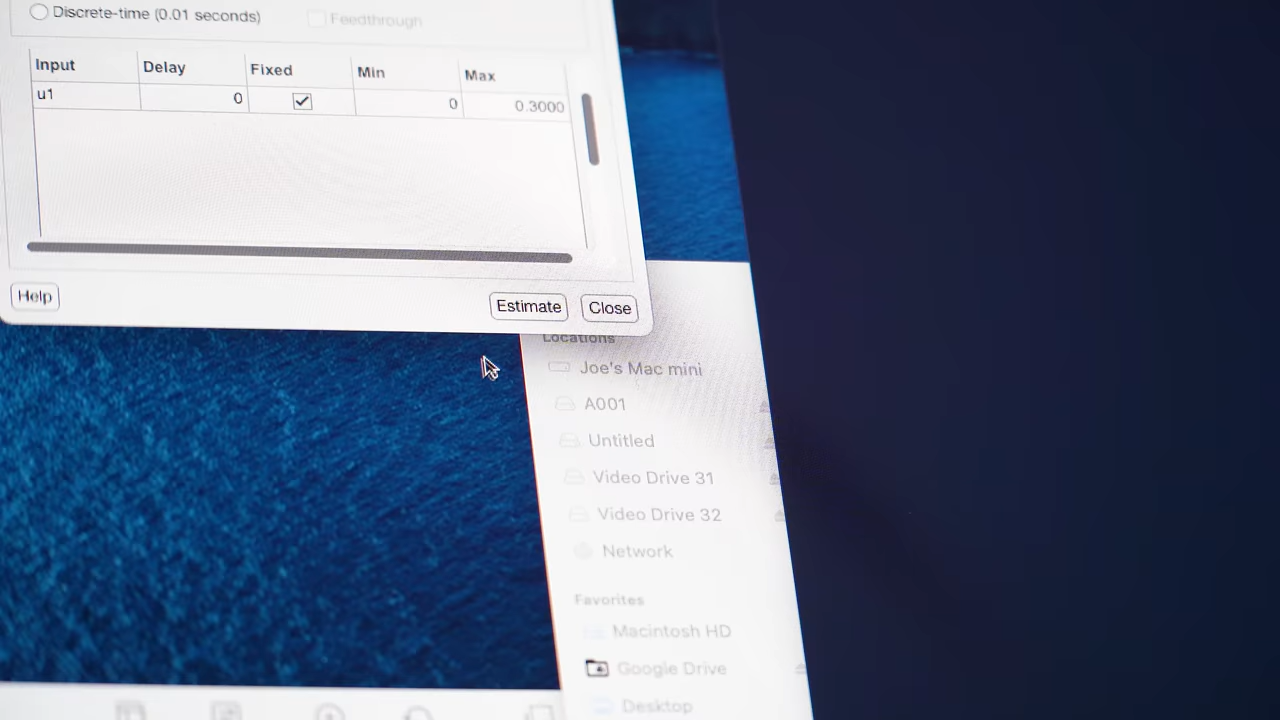 Discrete-time (0.01 seconds) Feedthrough
Input Delay Fixed Min Max
u1 0 0 0.3000
Help Estimate Close
Locations
Joe's Mac mini
A001
Untitled
Video Drive 31
Video Drive 32
Network
Favorites
Macintosh HD
Google Drive
Desktop